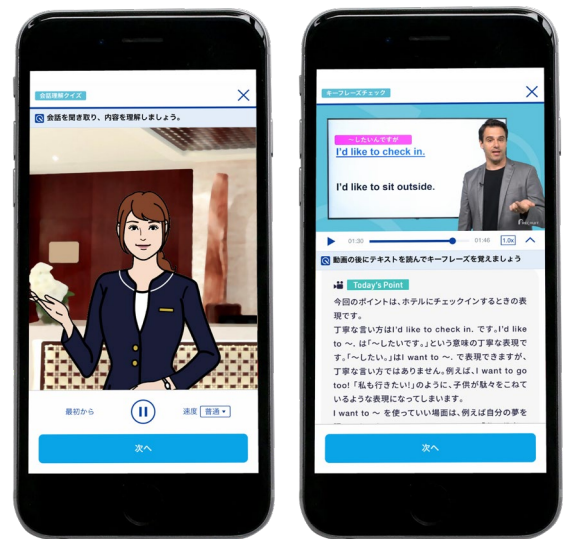 会話理解クイズ
会話を聞き取り、内容を理解しましょう。
最初から
速度 普通
次へ
キーフレーズチェック
〜したいんですが
I'd like to check in.
I'd like to sit outside.
01:30
01:46
1.0x
動画の後にテキストを読んでキーフレーズを覚えましょう
Today's Point
今回のポイントは、ホテルにチェックインするときの表
現です。
丁寧な言い方はI'd like to check in. です。I'd like
to 〜. は「〜したいです。」という意味の丁寧な表現で
す。「〜したい。」はI want to 〜. で表現できますが、
丁寧な言い方ではありません。例えば、I want to go
too! 「私も行きたい!」のように、子供が駄々をこねて
いるような表現になってしまいます。
I want to 〜 を使っていい場面は、例えば自分の夢を
次へ